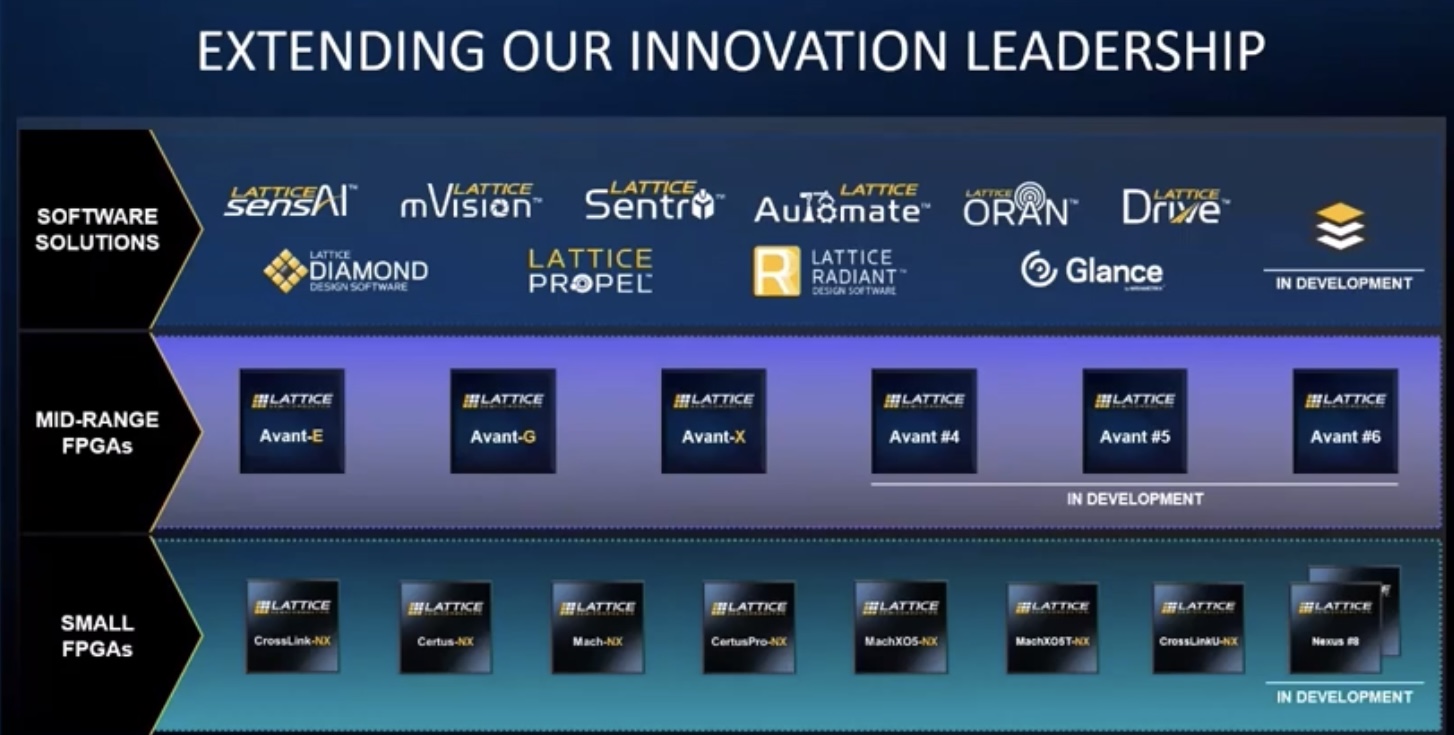 EXTENDING OUR INNOVATION LEADERSHIP
SOFTWARE
SOLUTIONS
LATTICE
sensAI™
LATTICE
mVision™
LATTICE
Sentry™
LATTICE
Automate™
LATTICE
ORAN™
LATTICE
Drive™
LATTICE
DIAMOND
DESIGN SOFTWARE
LATTICE
PROPEL™
R
LATTICE
RADIANT™
DESIGN SOFTWARE
Glance
IN DEVELOPMENT
MID-RANGE
FPGAs
LATTICE
Avant-E
LATTICE
Avant-G
LATTICE
Avant-X
LATTICE
Avant #4
LATTICE
Avant #5
LATTICE
Avant #6
IN DEVELOPMENT
SMALL
FPGAs
LATTICE
CrossLink-NX
LATTICE
Certus-NX
LATTICE
Mach-NX
LATTICE
CertusPro-NX
LATTICE
MachXO5-NX
LATTICE
MachXO5T-NX
LATTICE
CrossLinkU-NX
LATTICE
Nexus #8
IN DEVELOPMENT